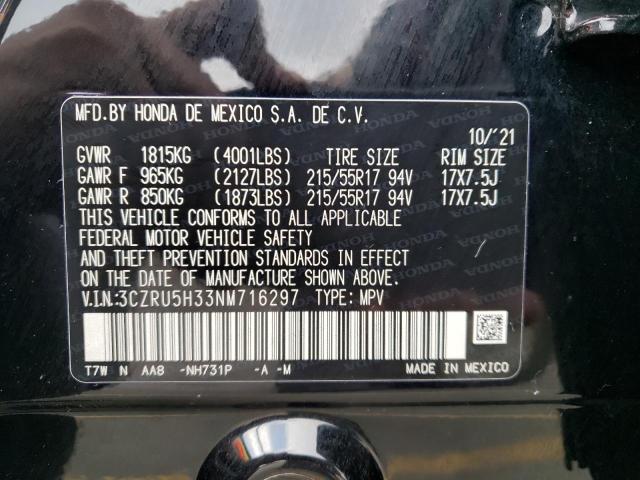 MFD.BY HONDA DE MEXICO S.A. DE C.V.
10/'21
GVWR 1815KG (4001LBS) TIRE SIZE RIM SIZE
GAWR F 965KG (2127LBS) 215/55R17 94V 17X7.5J
GAWR R 850KG (1873LBS) 215/55R17 94V 17X7.5J
THIS VEHICLE CONFORMS TO ALL APPLICABLE
FEDERAL MOTOR VEHICLE SAFETY
AND THEFT PREVENTION STANDARDS IN EFFECT
ON THE DATE OF MANUFACTURE SHOWN ABOVE.
V.I.N.:3CZRU5H33NM716297 TYPE: MPV
T7W N AA8 -NH731P -A -M MADE IN MEXICO